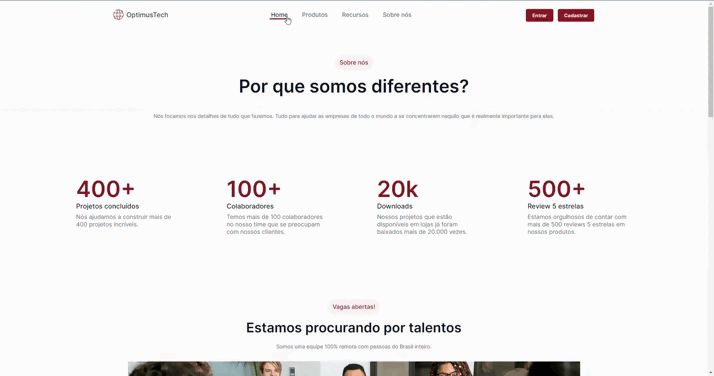 OptimusTech
Home Produtos Recursos Sobre nós
Entrar Cadastrar
Sobre nós
Por que somos diferentes?
Nós focamos nos detalhes de tudo que fazemos. Tudo para ajudar as empresas de todo o mundo a se concentrarem naquilo que é realmente importante para elas.
400+
Projetos concluídos
Nós ajudamos a construir mais de
400 projetos incríveis.
100+
Colaboradores
Temos mais de 100 colaboradores
no nosso time que se preocupam
com nossos clientes.
20k
Downloads
Nossos projetos que estão
disponíveis em lojas já foram
baixados mais de 20.000 vezes.
500+
Review 5 estrelas
Estamos orgulhosos de contar com
mais de 500 reviews 5 estrelas em
nossos produtos.
Vagas abertas!
Estamos procurando por talentos
Somos uma equipe 100% remota com pessoas do Brasil inteiro.